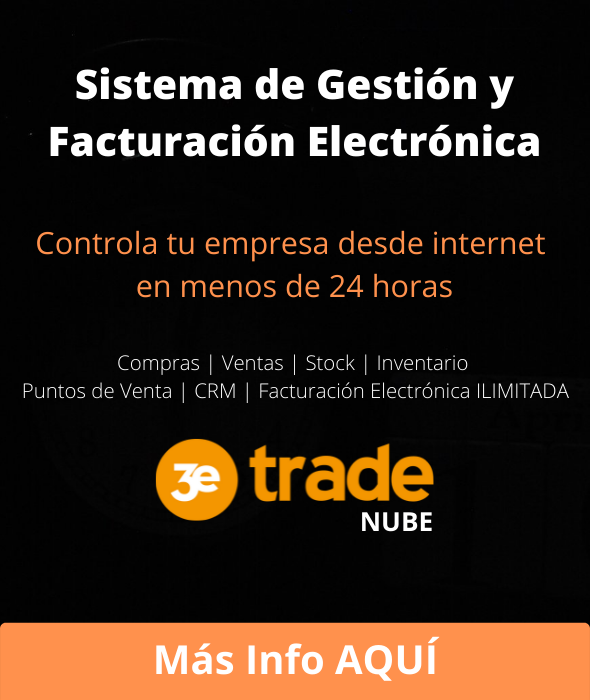 Sistema de Gestión y
Facturación Electrónica
Controla tu empresa desde internet
en menos de 24 horas
Compras | Ventas | Stock | Inventario
Puntos de Venta | CRM | Facturación Electrónica ILIMITADA
3e trade
NUBE
Más Info AQUÍ